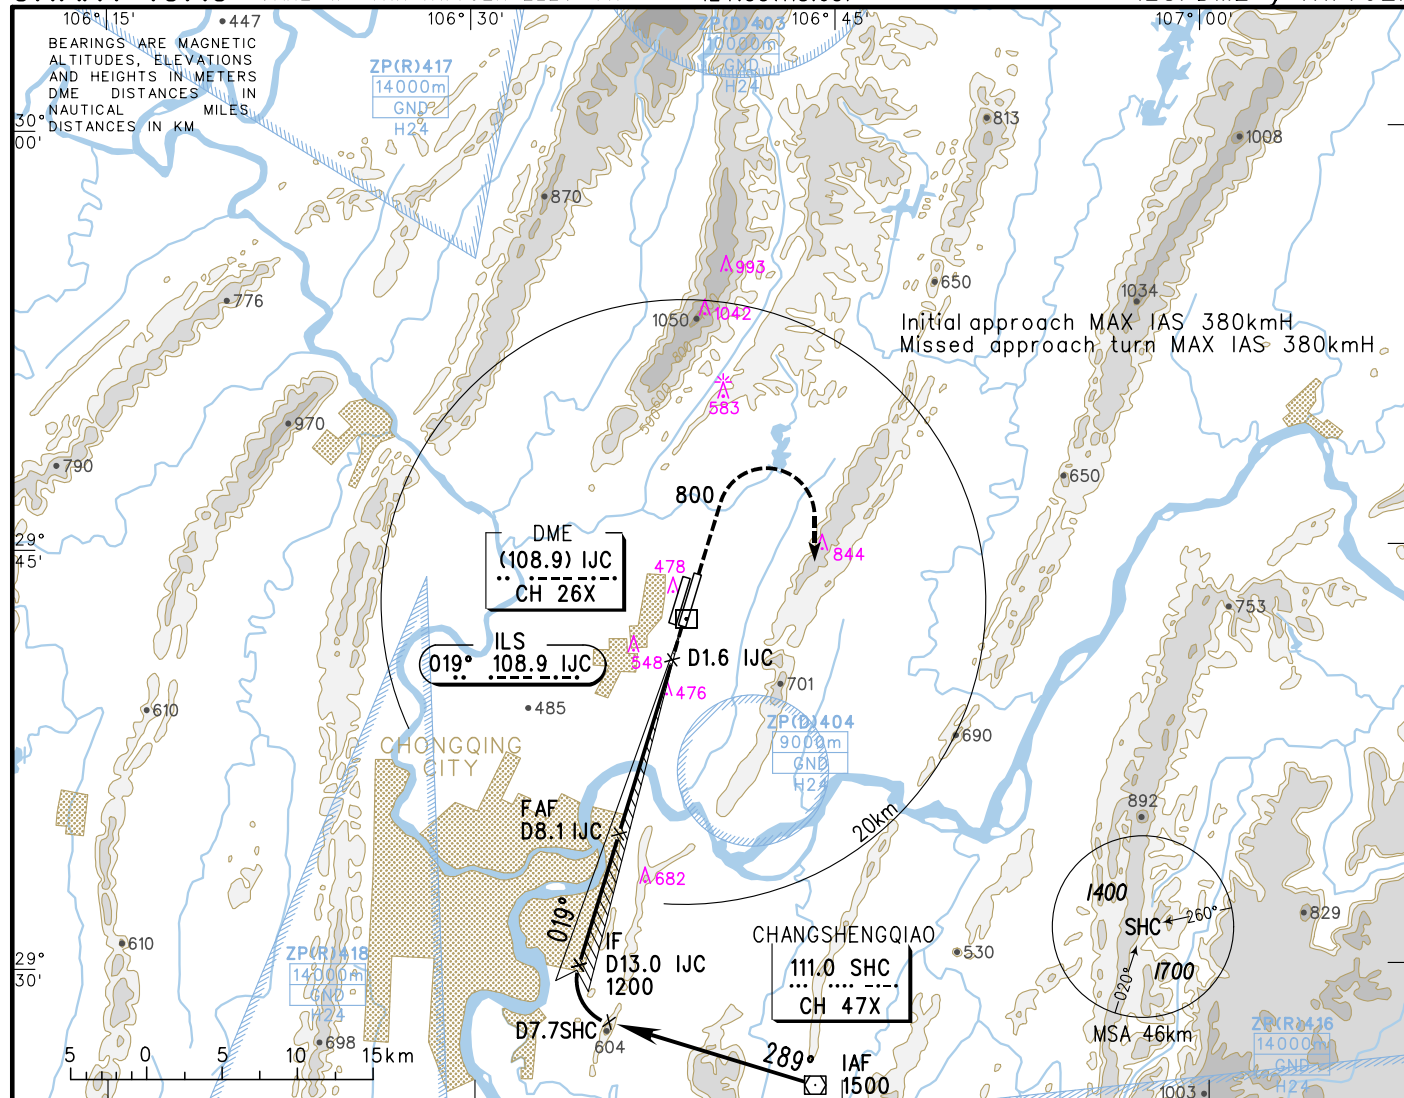 106° 15'
106° 30'
106° 45'
107° 00'
447
BEARINGS ARE MAGNETIC
ALTITUDES, ELEVATIONS
AND HEIGHTS IN METERS
DME DISTANCES IN
NAUTICAL MILES
DISTANCES IN KM
ZP(R)417
14000m
GND
H24
ZP(D)403
10000m
GND
H24
30°
00'
813
1008
870
993
650
776
1034
1050
1042
Initial approach MAX IAS 380kmH
Missed approach turn MAX IAS 380kmH
800
583
600
500
970
790
650
800
29°
45'
DME
(108.9) IJC
CH 26X
844
478
753
ILS
019° 108.9 IJC
548
D1.6 IJC
476
701
485
610
ZP(D)404
9000m
GND
H24
690
CHONGQING
CITY
892
20km
FAF
D8.1 IJC
682
1400
SHC
260°
1700
020°
MSA 46km
829
019°
610
CHANGSHENGQIAO
111.0 SHC
CH 47X
530
IF
D13.0 IJC
1200
ZP(R)418
14000m
GND
H24
29°
30'
D7.7SHC
604
698
ZP(R)416
14000m
GND
H24
5 0 5 10 15km
289°
IAF
1500
1003